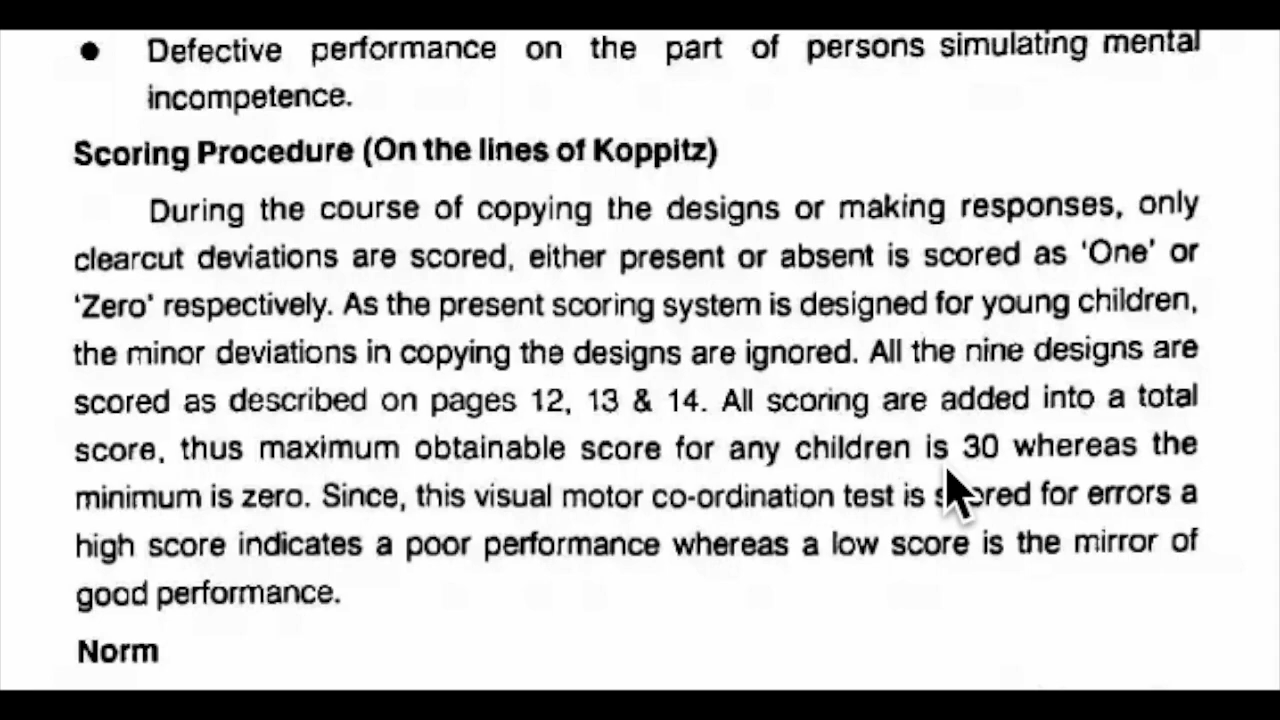 ● Defective performance on the part of persons simulating mental
incompetence.
Scoring Procedure (On the lines of Koppitz)
During the course of copying the designs or making responses, only
clearcut deviations are scored, either present or absent is scored as ‘One’ or
‘Zero’ respectively. As the present scoring system is designed for young children,
the minor deviations in copying the designs are ignored. All the nine designs are
scored as described on pages 12, 13 & 14. All scoring are added into a total
score, thus maximum obtainable score for any children is 30 whereas the
minimum is zero. Since, this visual motor co-ordination test is scored for errors a
high score indicates a poor performance whereas a low score is the mirror of
good performance.
Norm